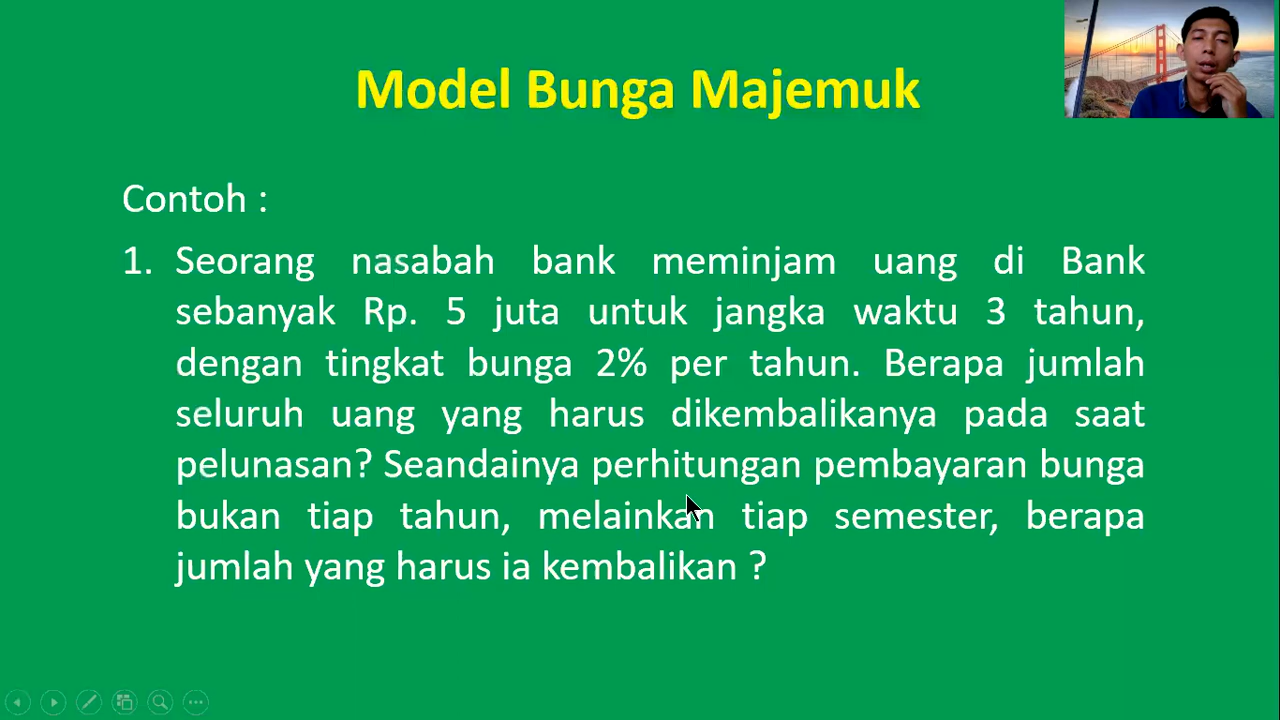 Model Bunga Majemuk
Contoh :
1. Seorang nasabah bank meminjam uang di Bank
sebanyak Rp. 5 juta untuk jangka waktu 3 tahun,
dengan tingkat bunga 2% per tahun. Berapa jumlah
seluruh uang yang harus dikembalikanya pada saat
pelunasan? Seandainya perhitungan pembayaran bunga
bukan tiap tahun, melainkan tiap semester, berapa
jumlah yang harus ia kembalikan ?